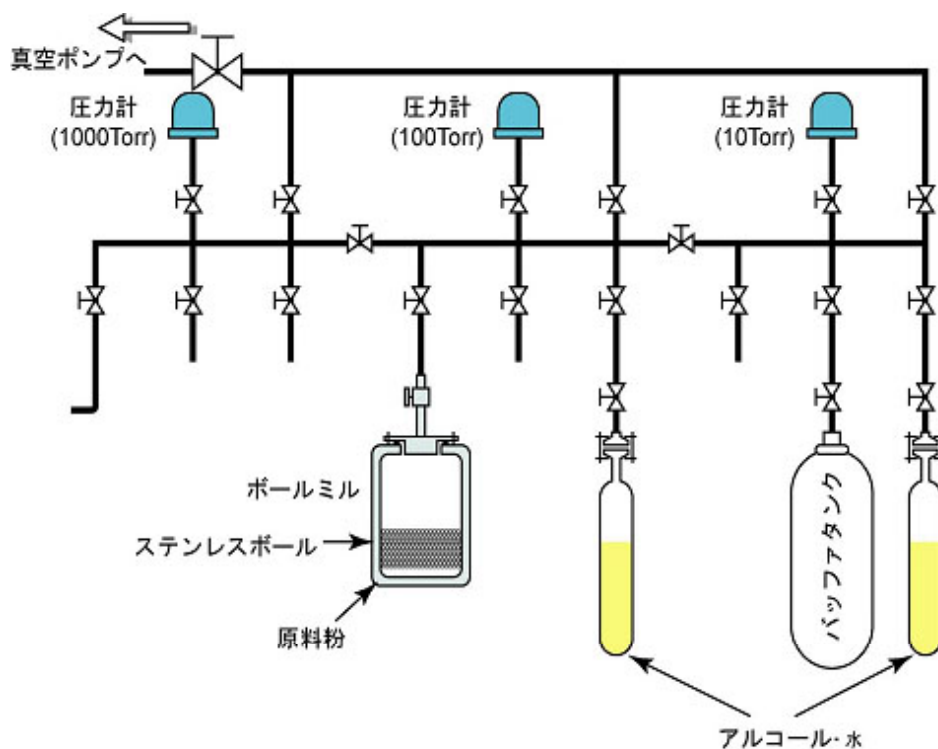 真空ポンプへ
圧力計
(1000Torr)
圧力計
(100Torr)
圧力計
(10Torr)
ボールミル
ステンレスボール
原料粉
バッファタンク
アルコール・水